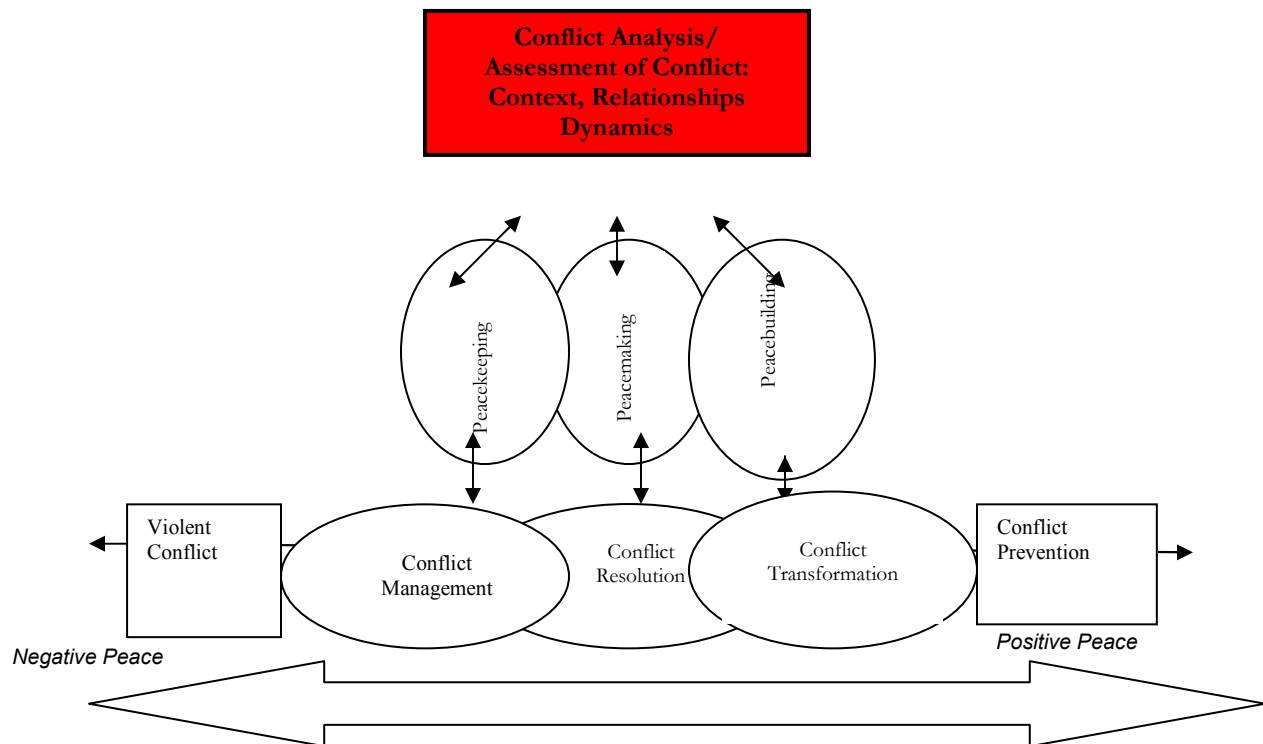 Conflict Analysis/
Assessment of Conflict:
Context, Relationships
Dynamics
Peacekeeping
Peacemaking
Peacebuilding
Violent
Conflict
Conflict
Management
Conflict
Resolution
Conflict
Transformation
Conflict
Prevention
Negative Peace
Positive Peace